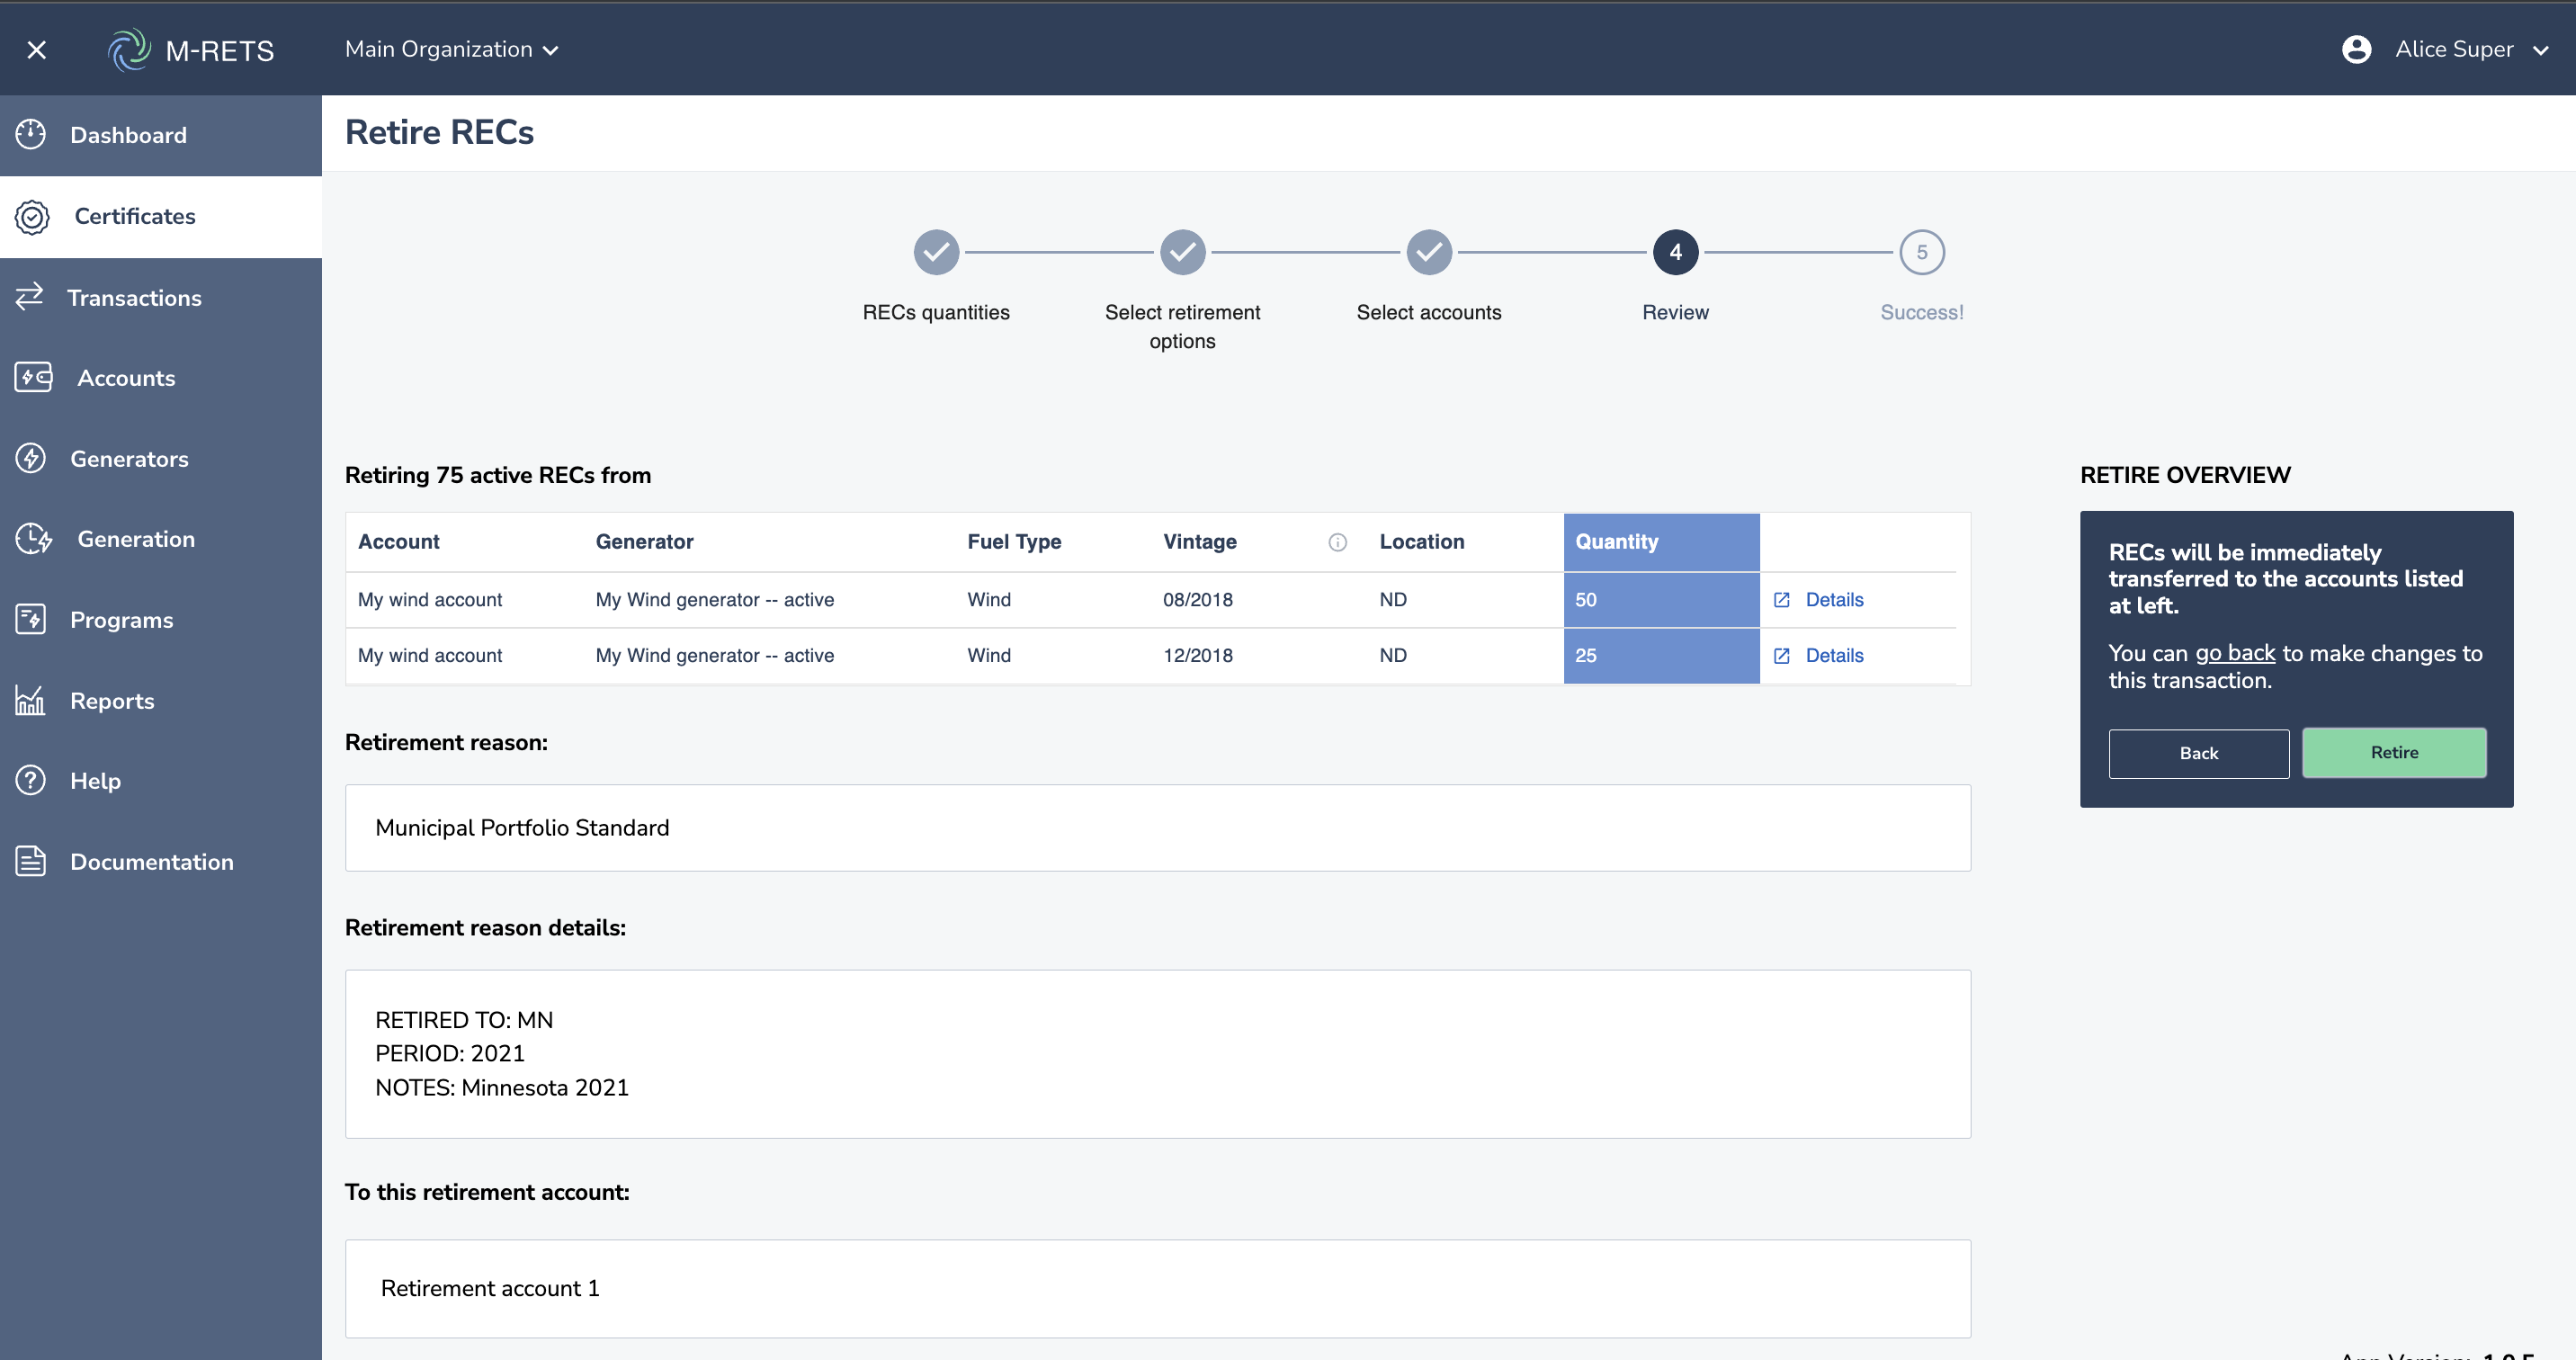 M-RETS
Main Organization
Alice Super
Dashboard
Certificates
Transactions
Accounts
Generators
Generation
Programs
Reports
Help
Documentation
Retire RECs
4
5
RECs quantities
Select retirement
options
Select accounts
Review
Success!
Retiring 75 active RECs from
Account Generator Fuel Type Vintage Location Quantity
My wind account My Wind generator -- active Wind 08/2018 ND 50 Details
My wind account My Wind generator -- active Wind 12/2018 ND 25 Details
Retirement reason:
Municipal Portfolio Standard
Retirement reason details:
RETIRED TO: MN
PERIOD: 2021
NOTES: Minnesota 2021
To this retirement account:
Retirement account 1
RETIRE OVERVIEW
RECs will be immediately
transferred to the accounts listed
at left.
You can go back to make changes to
this transaction.
Back
Retire